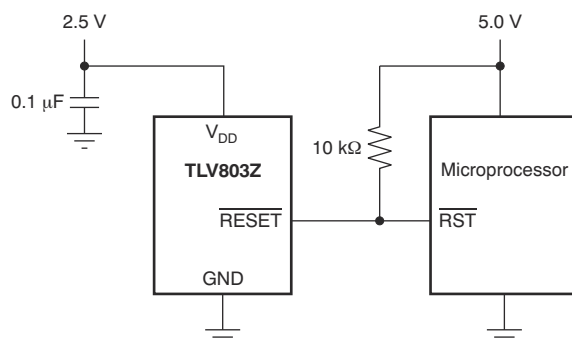 2.5 V
5.0 V
0.1 μF
V_DD
10 kΩ
TLV803Z
Microprocessor
RESET
RST
GND